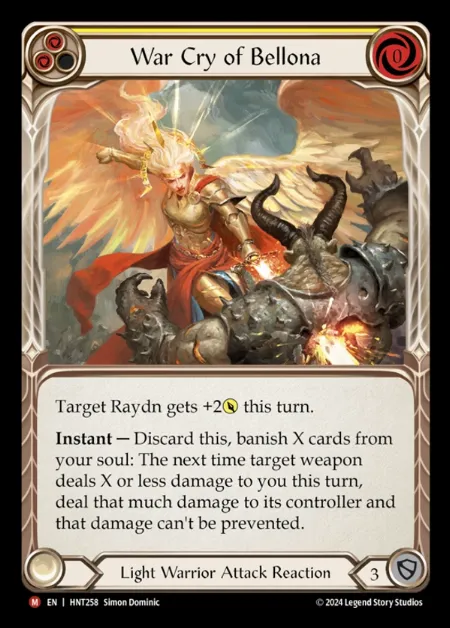 War Cry of Bellona
0
Target Raydn gets +2 this turn.
Instant — Discard this, banish X cards from
your soul: The next time target weapon
deals X or less damage to you this turn,
deal that much damage to its controller and
that damage can't be prevented.
Light Warrior Attack Reaction
3
M EN | HNT258 Simon Dominic
© 2024 Legend Story Studios